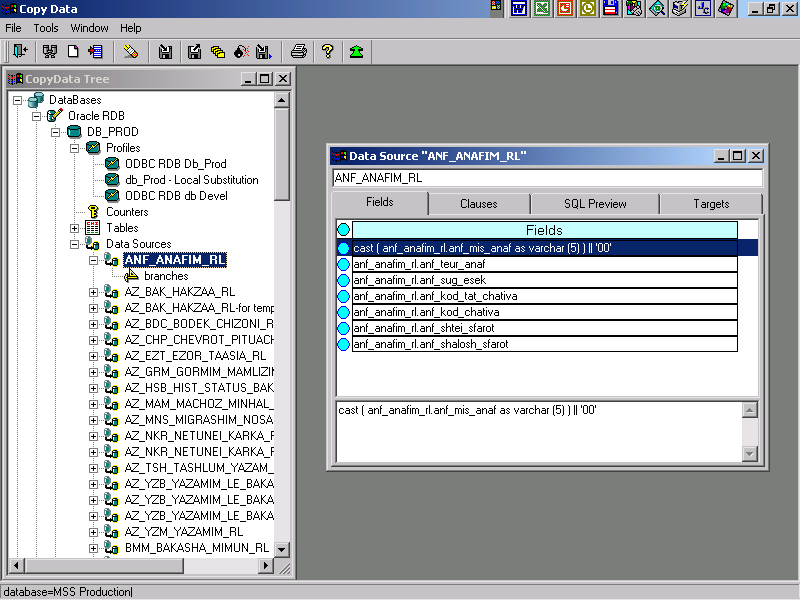 Copy Data
File Tools Window Help
CopyData Tree
DataBases
Oracle RDB
DB_PROD
Profiles
ODBC RDB Db_Prod
db_Prod - Local Substitution
ODBC RDB db Devel
Counters
Tables
Data Sources
ANF_ANAFIM_RL
branches
AZ_BAK_HAKZAA_RL
AZ_BAK_HAKZAA_RL-for temp
AZ_BDC_BODEK_CHIZONI_R
AZ_CHP_CHEVROT_PITUACH
AZ_EZT_EZOR_TAASIA_RL
AZ_GRM_GORMIM_MAMLIZIN
AZ_HSB_HIST_STATUS_BAK
AZ_MAM_MACHOZ_MINHAL_
AZ_MNS_MIGRASHIM_NOSA
AZ_NKR_NETUNEI_KARKA_F
AZ_NKR_NETUNEI_KARKA_F
AZ_TSH_TASHLUM_YAZAM_
AZ_YZB_YAZAMIM_LE_BAKA
AZ_YZB_YAZAMIM_LE_BAKA
AZ_YZB_YAZAMIM_LE_BAKA
AZ_YZM_YAZAMIM_RL
BMM_BAKASHA_MIMUN_RL
Data Source "ANF_ANAFIM_RL"
ANF_ANAFIM_RL
Fields Clauses SQL Preview Targets
Fields
cast ( anf_anafim_rl.anf_mis_anaf as varchar (5) ) || '00'
anf_anafim_rl.anf_teur_anaf
anf_anafim_rl.anf_sug_esek
anf_anafim_rl.anf_kod_tat_chativa
anf_anafim_rl.anf_kod_chativa
anf_anafim_rl.anf_shtei_sfarot
anf_anafim_rl.anf_shalosh_sfarot
cast ( anf_anafim_rl.anf_mis_anaf as varchar (5) ) || '00'
database=MSS Production